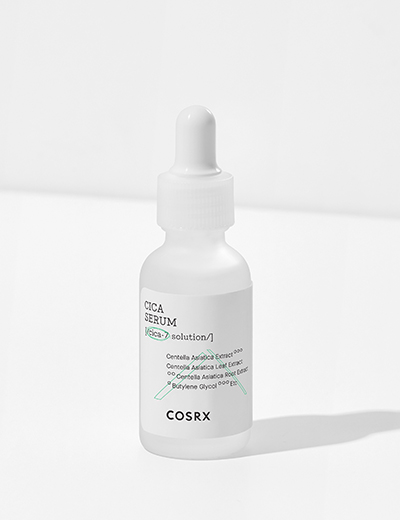 CICA
SERUM
[/cica-7 solution/]
Centella Asiatica Extract °°°
Centella Asiatica Leaf Extract
°° Centella Asiatica Root Extract
° Butylene Glycol °°° Etc
COSRX